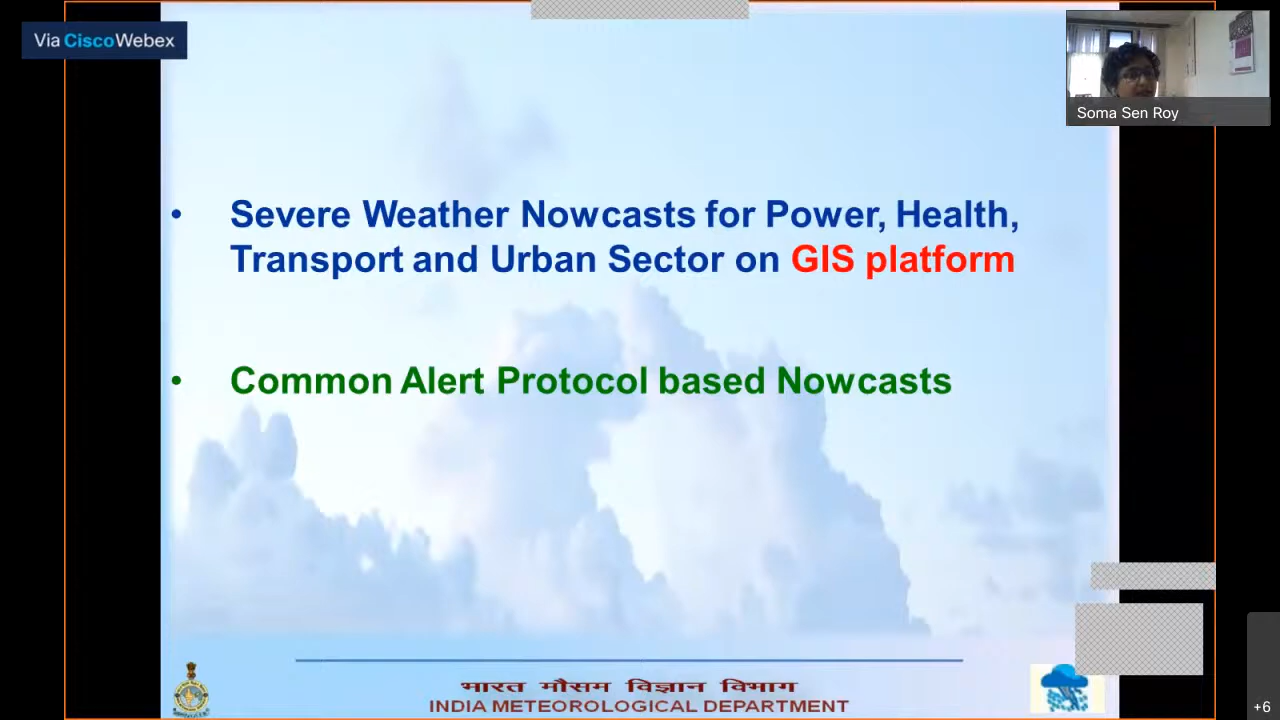 Via CiscoWebex
Soma Sen Roy
• Severe Weather Nowcasts for Power, Health,
Transport and Urban Sector on GIS platform
• Common Alert Protocol based Nowcasts
भारत मौसम विज्ञान विभाग
INDIA METEOROLOGICAL DEPARTMENT
+6